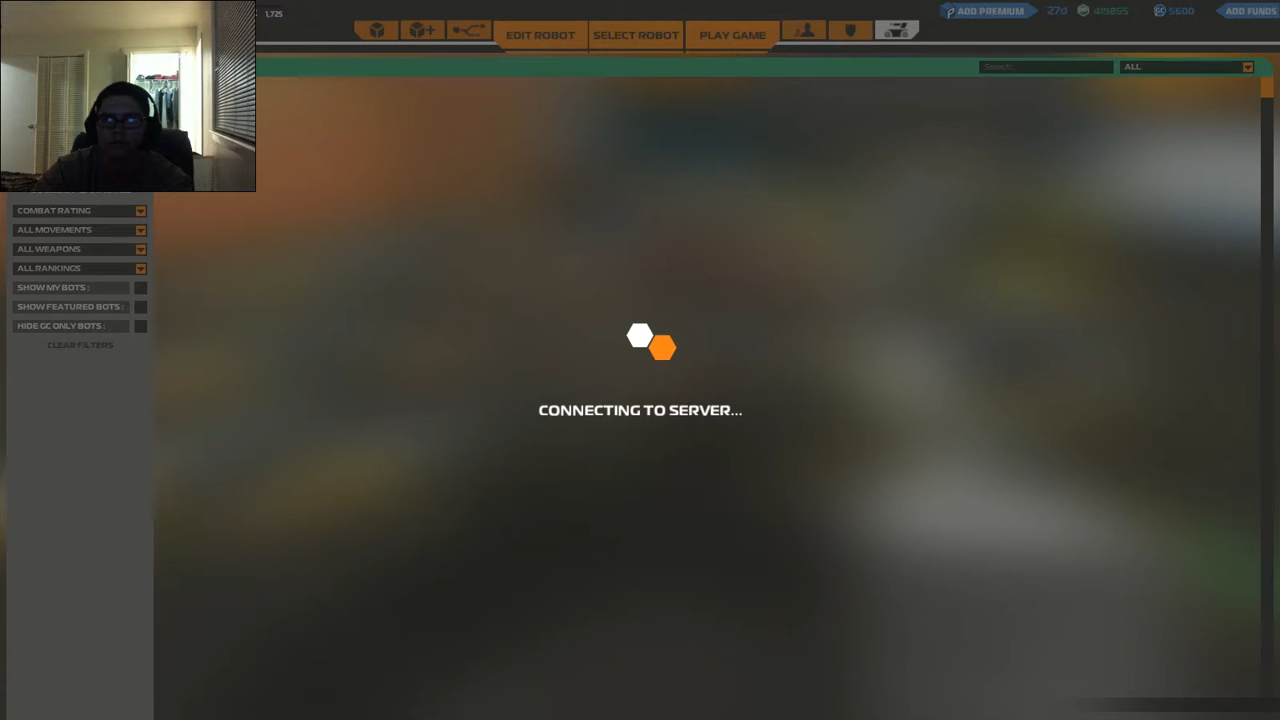 1,725
ADD PREMIUM 27d 419855 GC 5600 ADD FUNDS
EDIT ROBOT SELECT ROBOT PLAY GAME
Search... ALL
COMBAT RATING
ALL MOVEMENTS
ALL WEAPONS
ALL RANKINGS
SHOW MY BOTS :
SHOW FEATURED BOTS :
HIDE GC ONLY BOTS :
CLEAR FILTERS
CONNECTING TO SERVER...